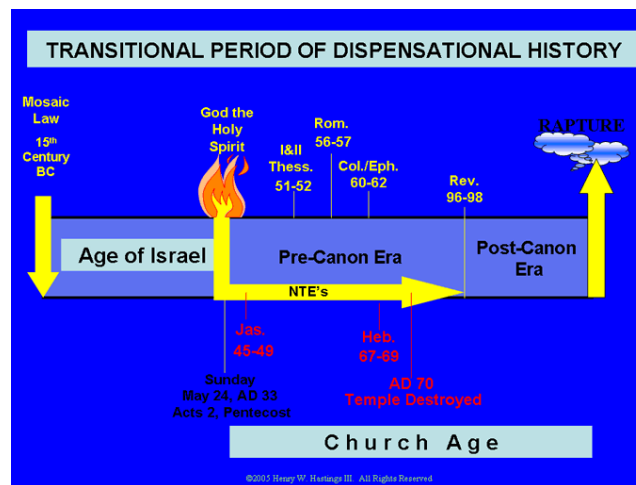 TRANSITIONAL PERIOD OF DISPENSATIONAL HISTORY
Mosaic
Law
15th
Century
BC
God the
Holy
Spirit
I&II
Thess.
51-52
Rom.
56-57
Col./Eph.
60-62
Rev.
96-98
RAPTURE
Age of Israel
Pre-Canon Era
Post-Canon
Era
NTE's
Jas.
45-49
Heb.
67-69
Sunday
May 24, AD 33
Acts 2, Pentecost
AD 70
Temple Destroyed
Church Age
©2005 Henry W. Hastings III. All Rights Reserved